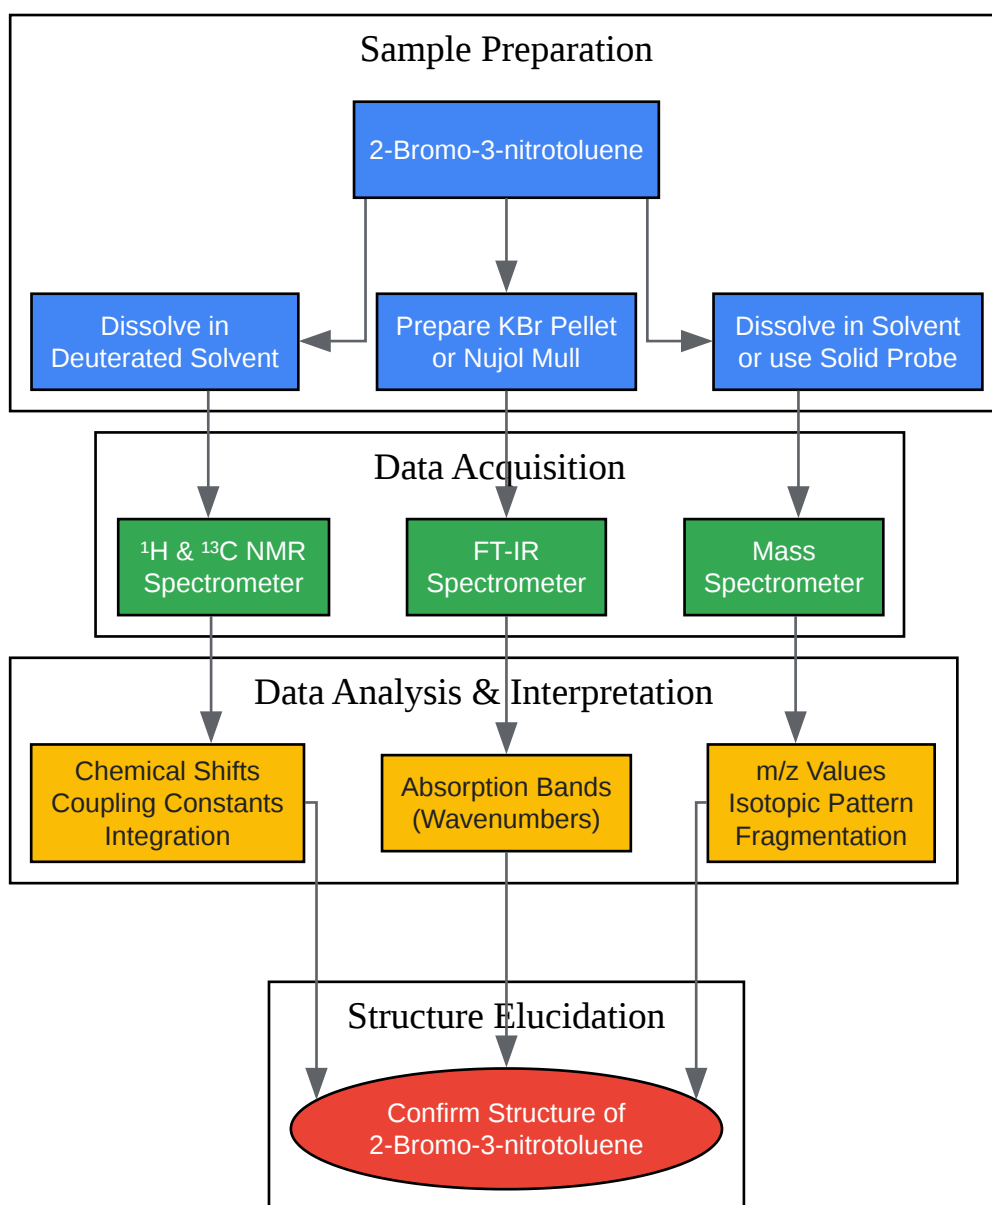 Sample Preparation
2-Bromo-3-nitrotoluene
Dissolve in
Deuterated Solvent
Prepare KBr Pellet
or Nujol Mull
Dissolve in Solvent
or use Solid Probe
Data Acquisition
¹H & ¹³C NMR
Spectrometer
FT-IR
Spectrometer
Mass
Spectrometer
Data Analysis & Interpretation
Chemical Shifts
Coupling Constants
Integration
Absorption Bands
(Wavenumbers)
m/z Values
Isotopic Pattern
Fragmentation
Structure Elucidation
Confirm Structure of
2-Bromo-3-nitrotoluene